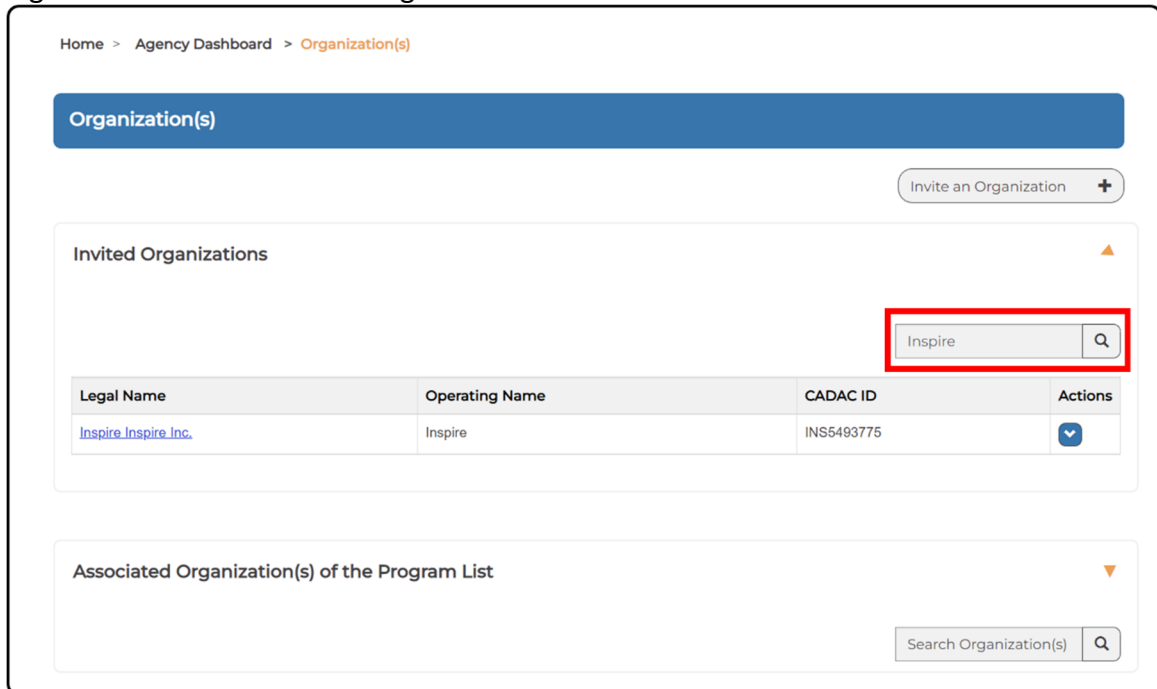 Home > Agency Dashboard > Organization(s)
Organization(s)
Invite an Organization +
Invited Organizations
Inspire
Legal Name Operating Name CADAC ID Actions
Inspire Inspire Inc. Inspire INS5493775
Associated Organization(s) of the Program List
Search Organization(s)